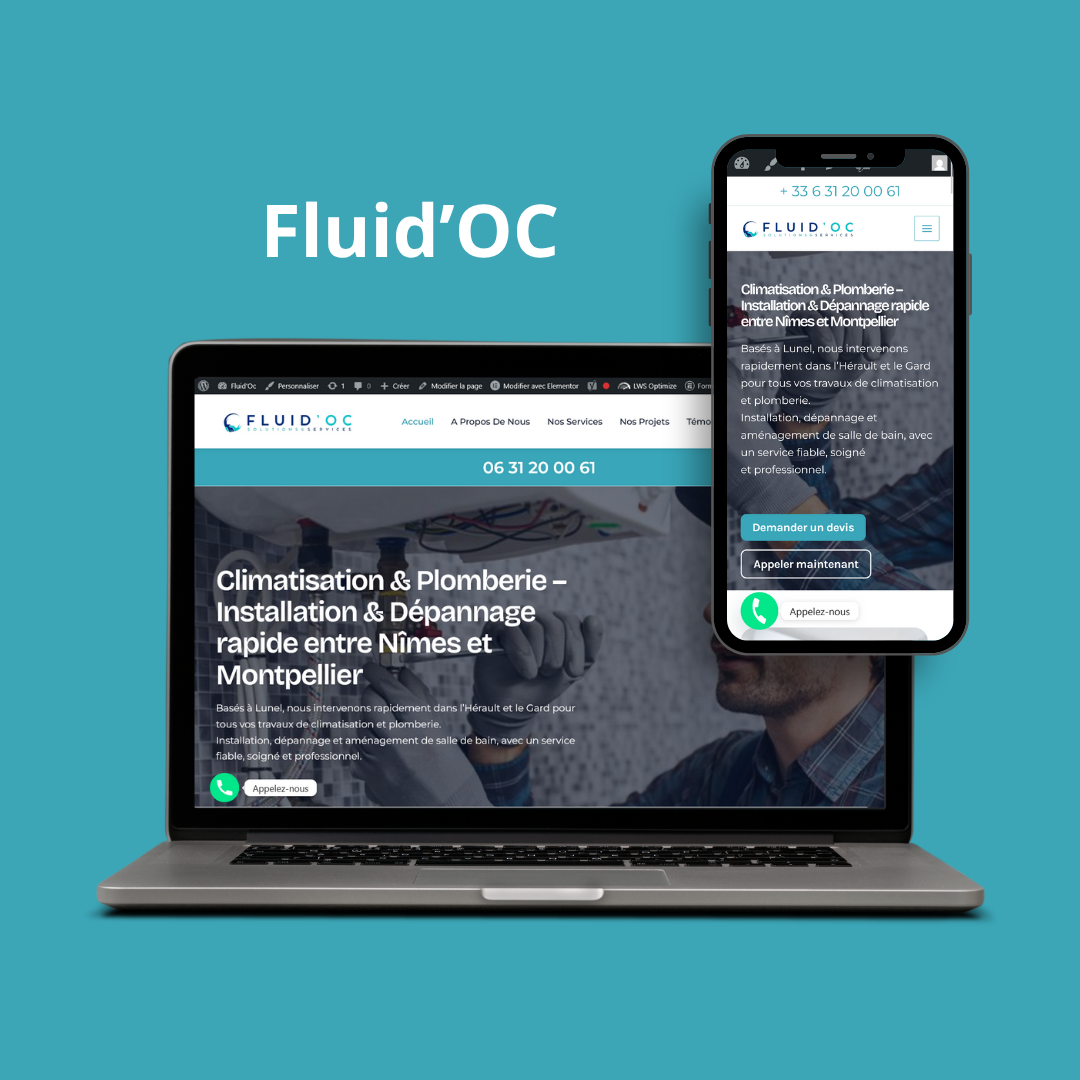 Fluid’OC
+ 33 6 31 20 00 61
FLUID'OC
SOLUTIONS&SERVICES
Climatisation & Plomberie –
Installation & Dépannage rapide
entre Nîmes et Montpellier
Basés à Lunel, nous intervenons
rapidement dans l’Hérault et le Gard
pour tous vos travaux de climatisation
et plomberie.
Installation, dépannage et
aménagement de salle de bain, avec
un service fiable, soigné
et professionnel.
Demander un devis
Appeler maintenant
Appelez-nous
Fluid'Oc Personnaliser 1 0 Créer Modifier la page Modifier avec Elementor LWS Optimize Form
FLUID'OC
SOLUTIONS&SERVICES
Accueil A Propos De Nous Nos Services Nos Projets Témo
06 31 20 00 61
Climatisation & Plomberie –
Installation & Dépannage
rapide entre Nîmes et
Montpellier
Basés à Lunel, nous intervenons rapidement dans l’Hérault et le Gard pour
tous vos travaux de climatisation et plomberie.
Installation, dépannage et aménagement de salle de bain, avec un service
fiable, soigné et professionnel.
Appelez-nous